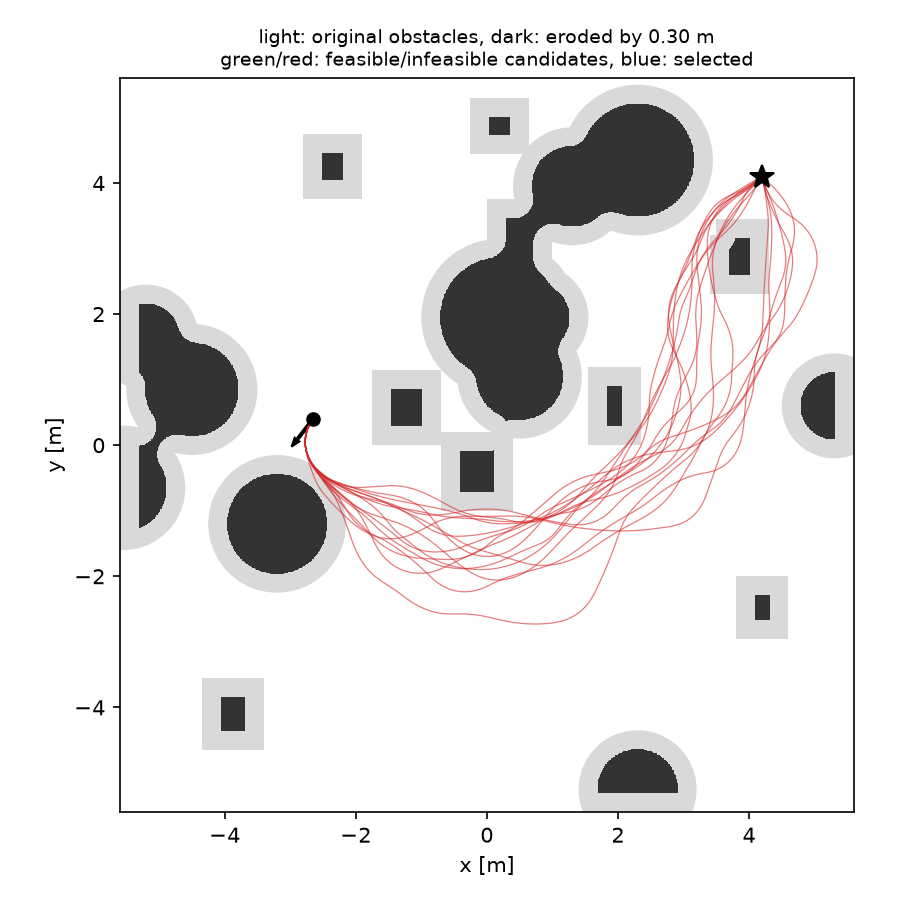 light: original obstacles, dark: eroded by 0.30 m
green/red: feasible/infeasible candidates, blue: selected
4
2
0
−2
−4
y [m]
−4
−2
0
2
4
x [m]